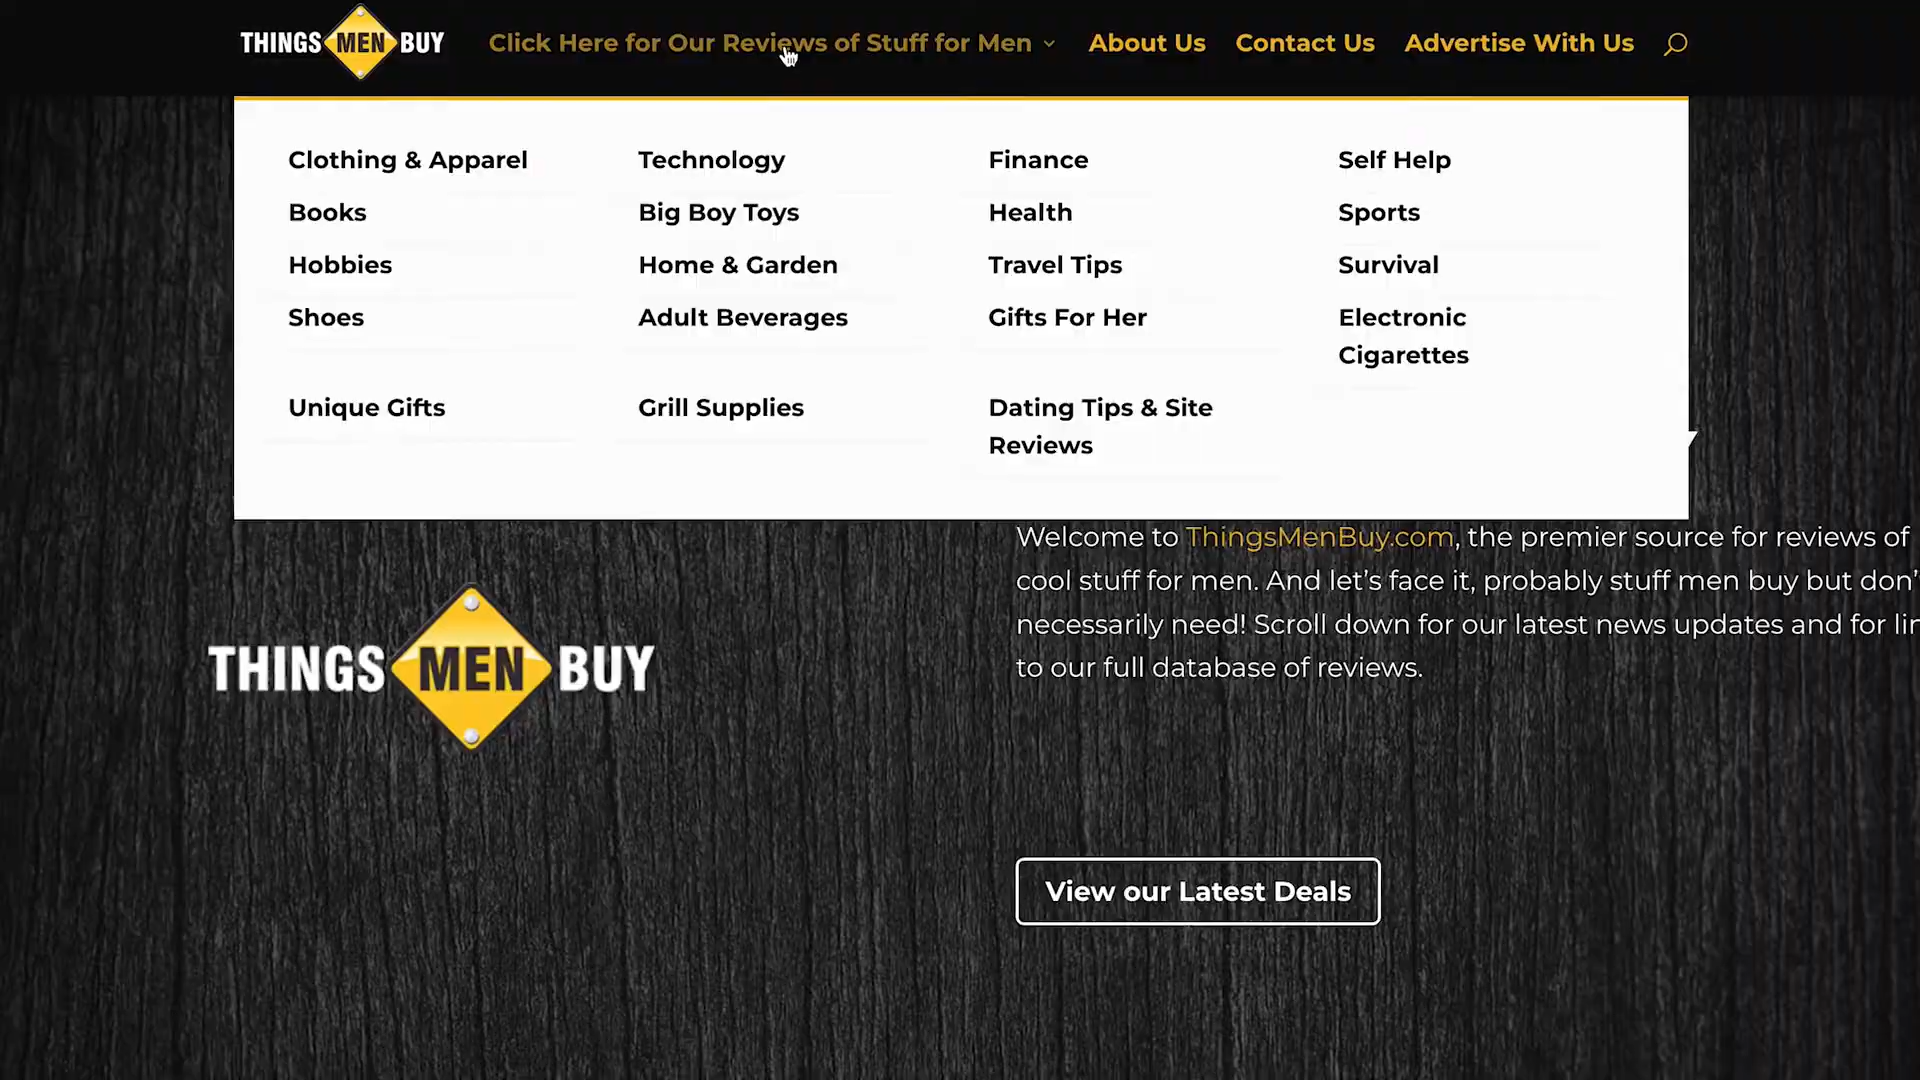 THINGS MEN BUY
Click Here for Our Reviews of Stuff for Men
About Us
Contact Us
Advertise With Us
Clothing & Apparel
Technology
Finance
Self Help
Books
Big Boy Toys
Health
Sports
Hobbies
Home & Garden
Travel Tips
Survival
Shoes
Adult Beverages
Gifts For Her
Electronic
Cigarettes
Unique Gifts
Grill Supplies
Dating Tips & Site
Reviews
Welcome to ThingsMenBuy.com, the premier source for reviews of
cool stuff for men. And let's face it, probably stuff men buy but don'
necessarily need! Scroll down for our latest news updates and for
to our full database of reviews.
THINGS MEN BUY
View our Latest Deals